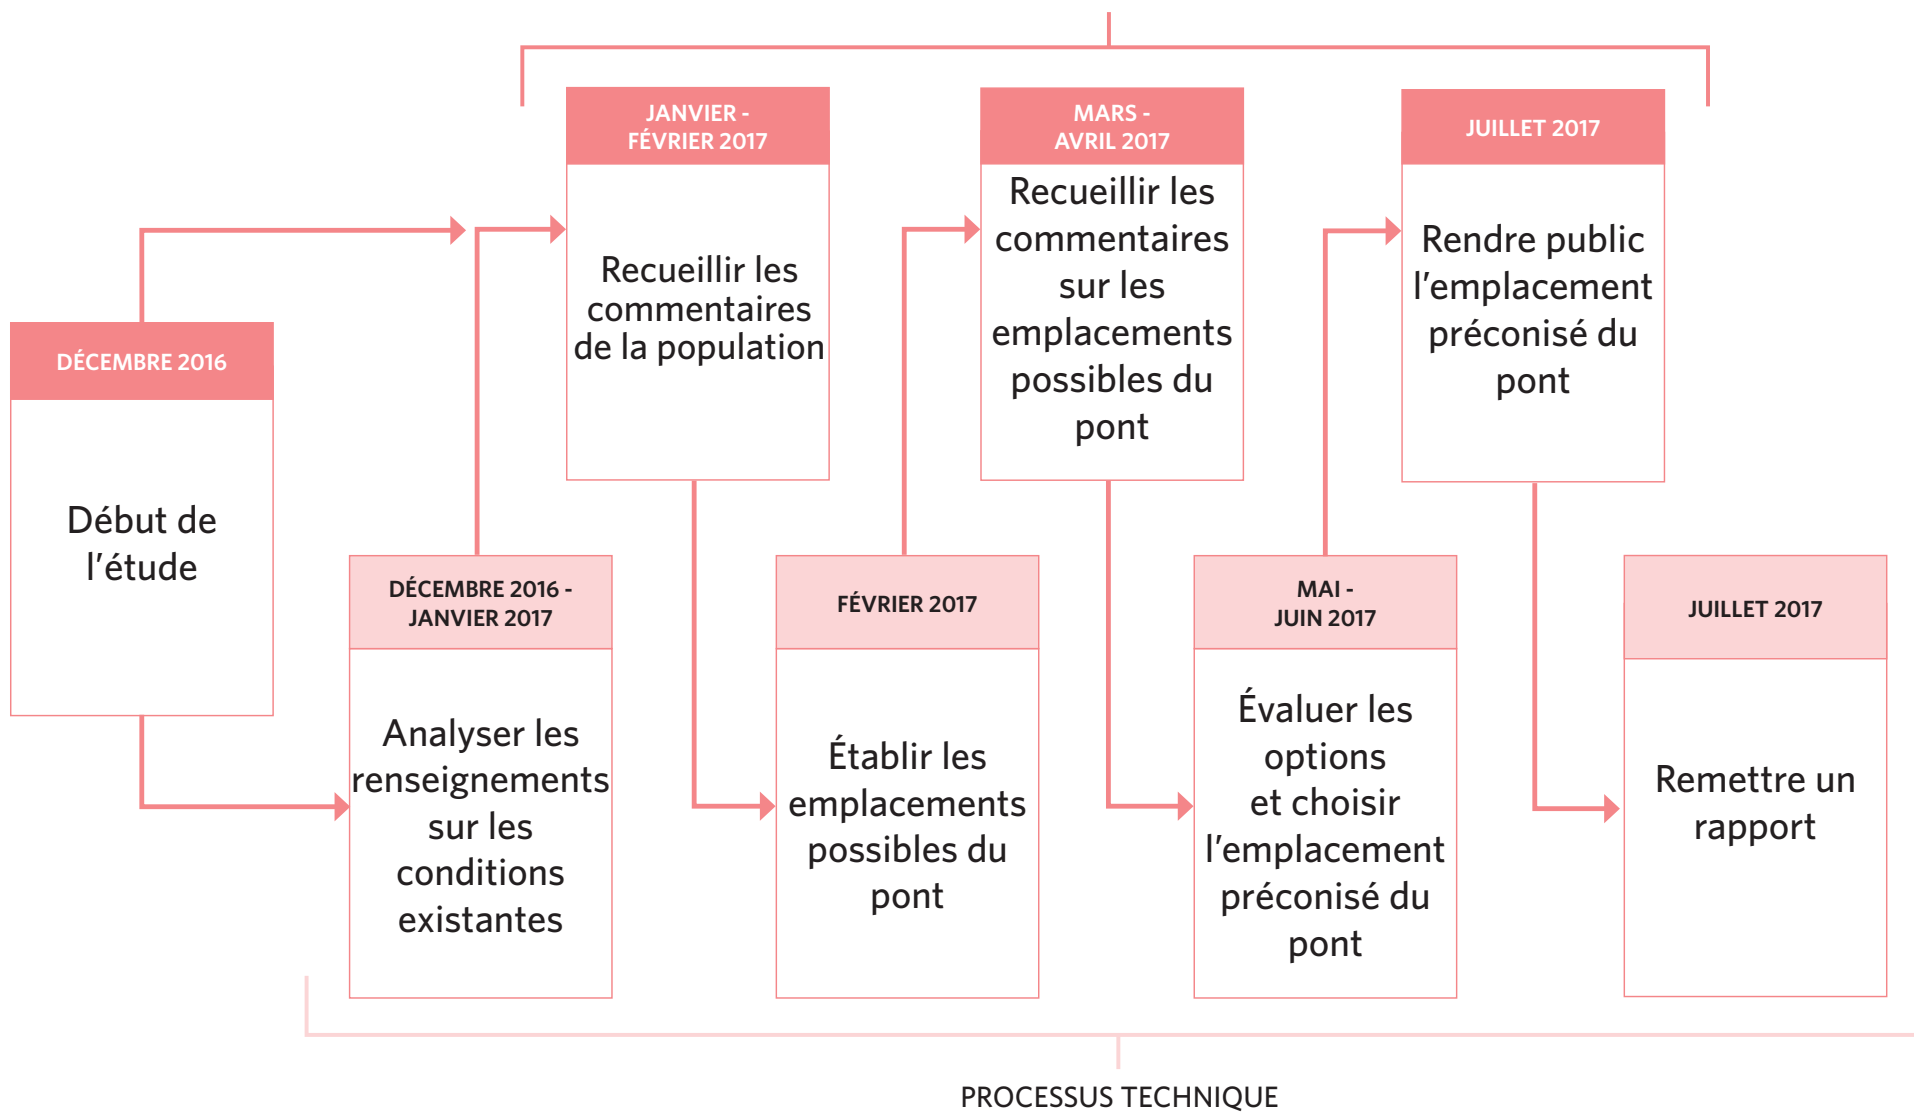 DÉCEMBRE 2016
Début de
l'étude
DÉCEMBRE 2016 -
JANVIER 2017
Analyser les
renseignements
sur les
conditions
existantes
JANVIER -
FÉVRIER 2017
Recueillir les
commentaires
de la population
FÉVRIER 2017
Établir les
emplacements
possibles du
pont
MARS -
AVRIL 2017
Recueillir les
commentaires
sur les
emplacements
possibles du
pont
MAI -
JUIN 2017
Évaluer les
options
et choisir
l'emplacement
préconisé du
pont
JUILLET 2017
Rendre public
l'emplacement
préconisé du
pont
JUILLET 2017
Remettre un
rapport
PROCESSUS TECHNIQUE